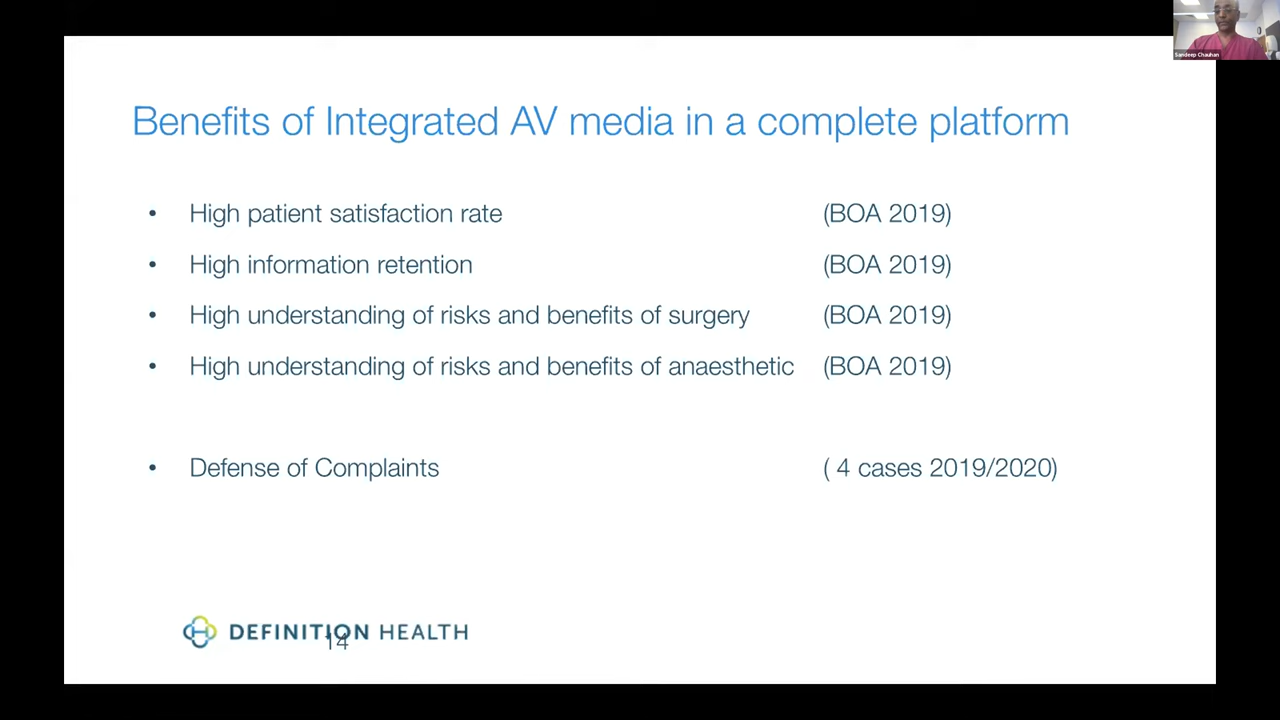 Sandeep Chauhan
Benefits of Integrated AV media in a complete platform
• High patient satisfaction rate (BOA 2019)
• High information retention (BOA 2019)
• High understanding of risks and benefits of surgery (BOA 2019)
• High understanding of risks and benefits of anaesthetic (BOA 2019)
• Defense of Complaints ( 4 cases 2019/2020)
DEFINITION HEALTH
14